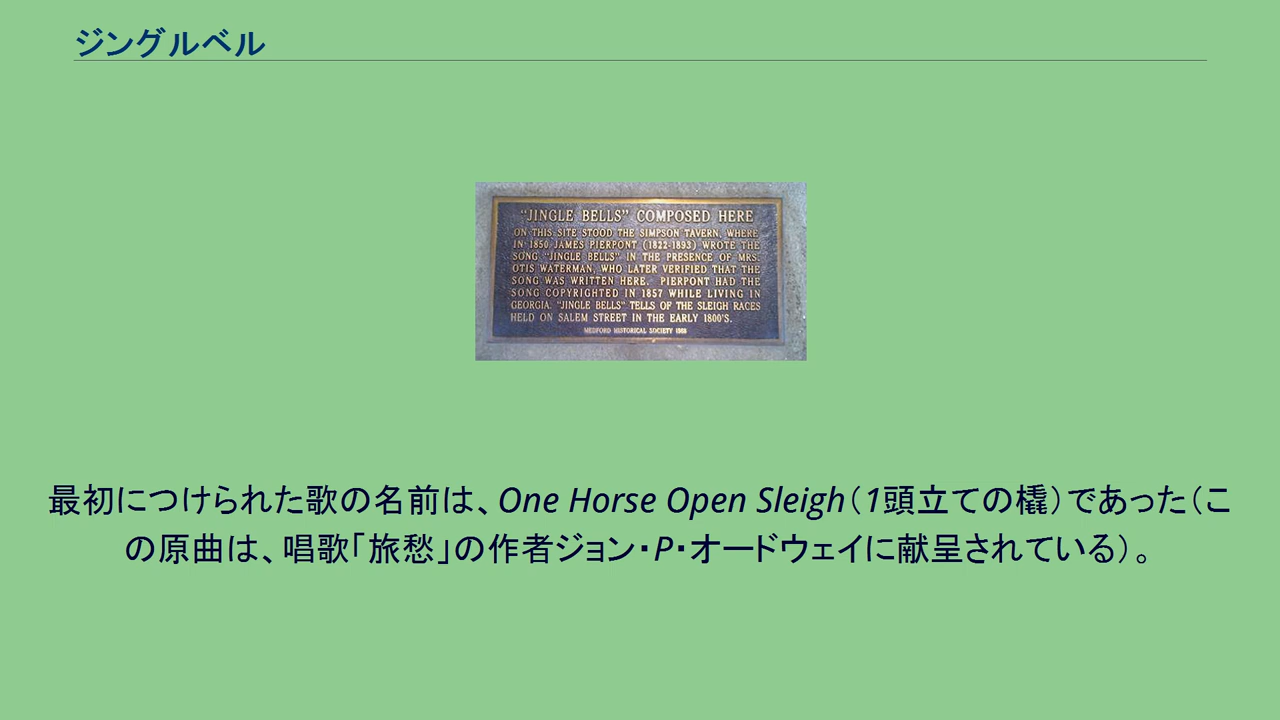 ジングルベル
“JINGLE BELLS” COMPOSED HERE
ON THIS SITE STOOD THE SIMPSON TAVERN, WHERE
IN 1850 JAMES PIERPONT (1822-1893) WROTE THE
SONG “JINGLE BELLS” IN THE PRESENCE OF MRS.
OTIS WATERMAN, WHO LATER VERIFIED THAT THE
SONG WAS WRITTEN HERE. PIERPONT HAD THE
SONG COPYRIGHTED IN 1857 WHILE LIVING IN
GEORGIA. “JINGLE BELLS” TELLS OF THE SLEIGH RACES
HELD ON SALEM STREET IN THE EARLY 1800’S.
MEDFORD HISTORICAL SOCIETY
最初につけられた歌の名前は、One Horse Open Sleigh（1頭立ての橇）であった（こ
の原曲は、唱歌「旅愁」の作者ジョン・P・オードウェイに献呈されている）。